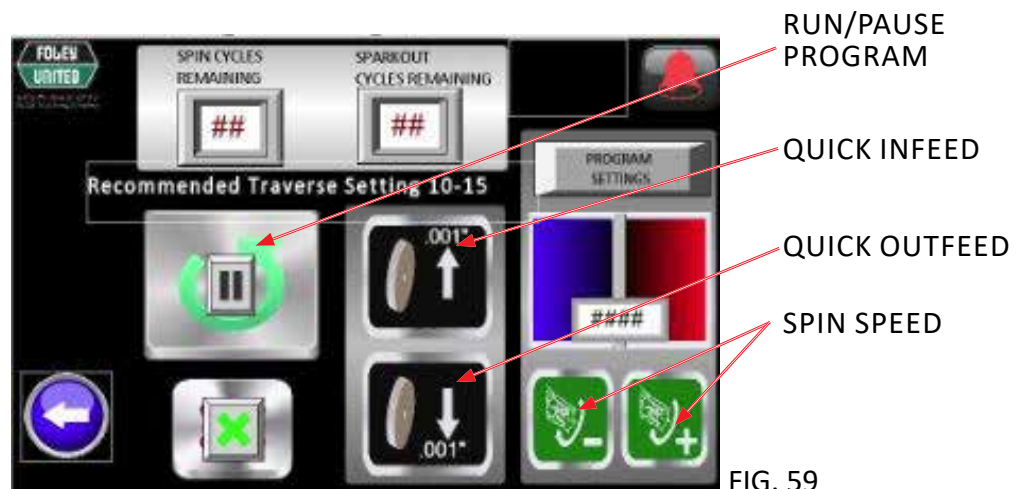 RUN/PAUSE
PROGRAM
FOLEY
UNITED
SPIN CYCLES
REMAINING
SPARKOUT
CYCLES REMAINING
##
##
PROGRAM
SETTINGS
QUICK INFEED
Recommended Traverse Setting 10-15
.001"
QUICK OUTFEED
####
SPIN SPEED
.001"
-
+
FIG. 59